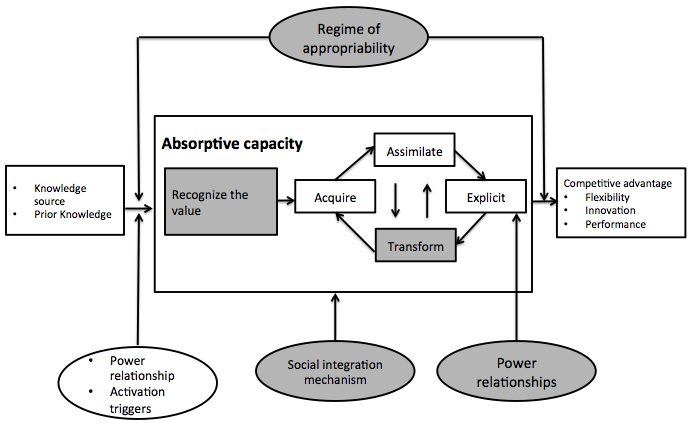 Regime of
appropriability
Absorptive capacity
Assimilate
• Knowledge
source
• Prior Knowledge
Recognize the
value
Acquire
Explicit
Competitive advantage
• Flexibility
• Innovation
• Performance
Transform
• Power
relationship
• Activation
triggers
Social integration
mechanism
Power
relationships